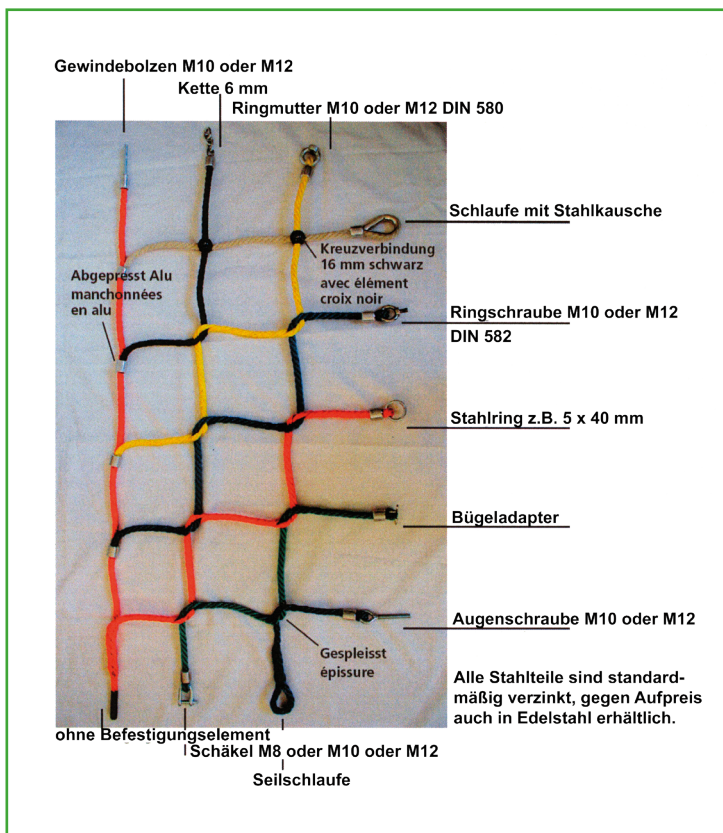 Gewindebolzen M10 oder M12
Kette 6 mm
Ringmutter M10 oder M12 DIN 580
Schlaufe mit Stahlkausche
Kreuzverbindung
16 mm schwarz
avec élément
croix noir
Abgepresst Alu
manchonnées
en alu
Ringschraube M10 oder M12
DIN 582
Stahlring z.B. 5 x 40 mm
Bügeladapter
Augenschraube M10 oder M12
Gespleisst
épissure
Alle Stahlteile sind standard-
mäßig verzinkt, gegen Aufpreis
auch in Edelstahl erhältlich.
ohne Befestigungselement
Schäkel M8 oder M10 oder M12
Seilschlaufe